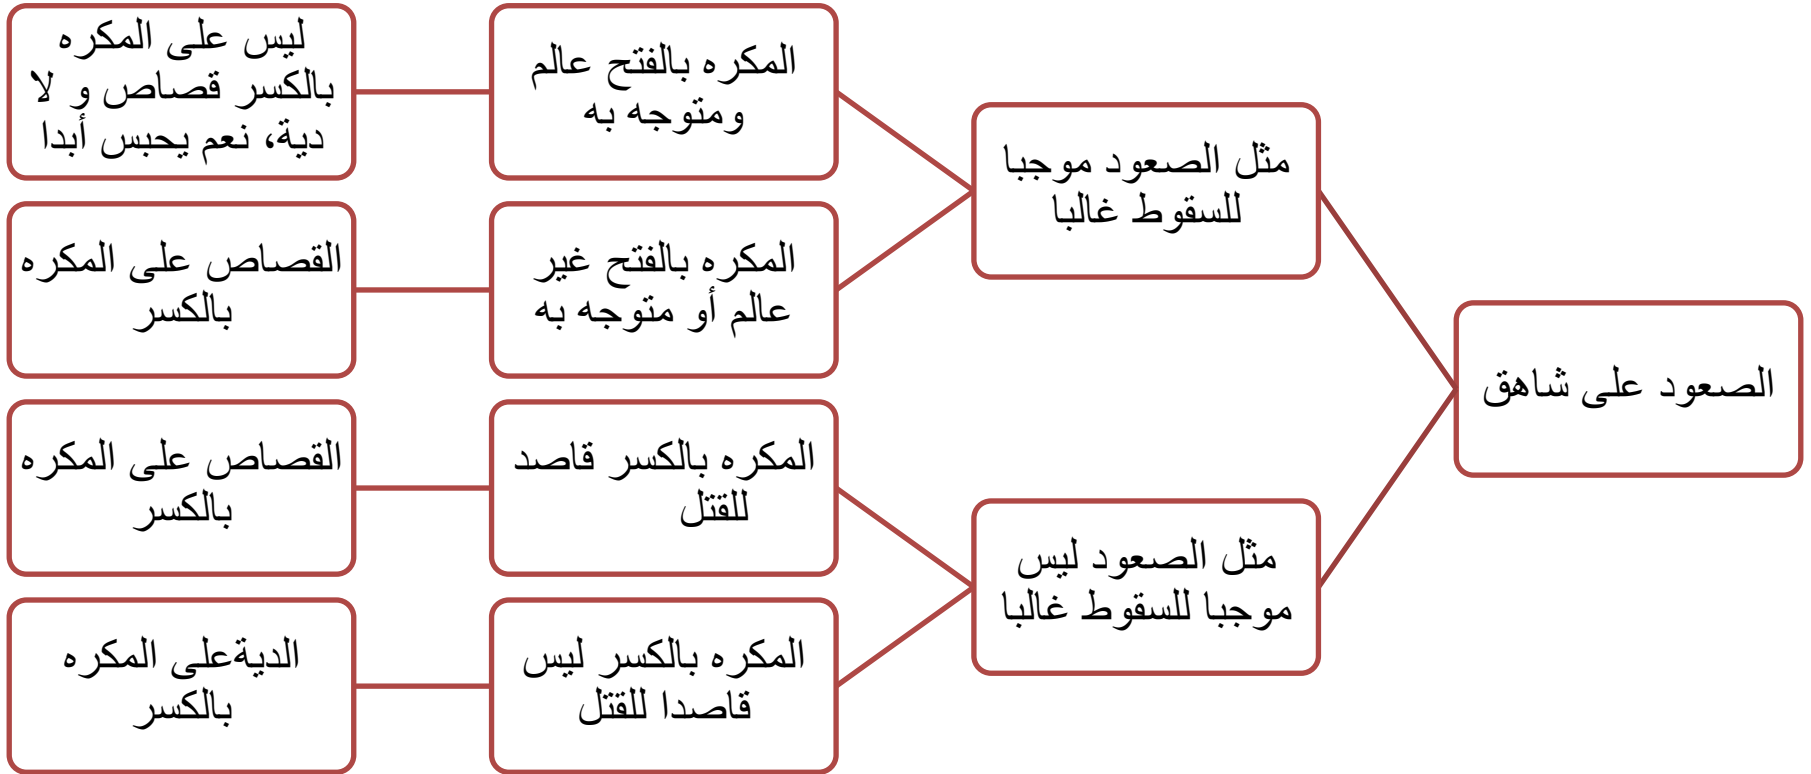 الصعود على شاهق
مثل الصعود موجبا
للسقوط غالبا
المكره بالفتح عالم
ومتوجه به
ليس على المكره
بالكسر قصاص و لا
دية، نعم يحبس أبدا
المكره بالفتح غير
عالم أو متوجه به
القصاص على المكره
بالكسر
مثل الصعود ليس
موجبا للسقوط غالبا
المكره بالكسر قاصد
للقتل
القصاص على المكره
بالكسر
المكره بالكسر ليس
قاصدا للقتل
الديةعلى المكره
بالكسر